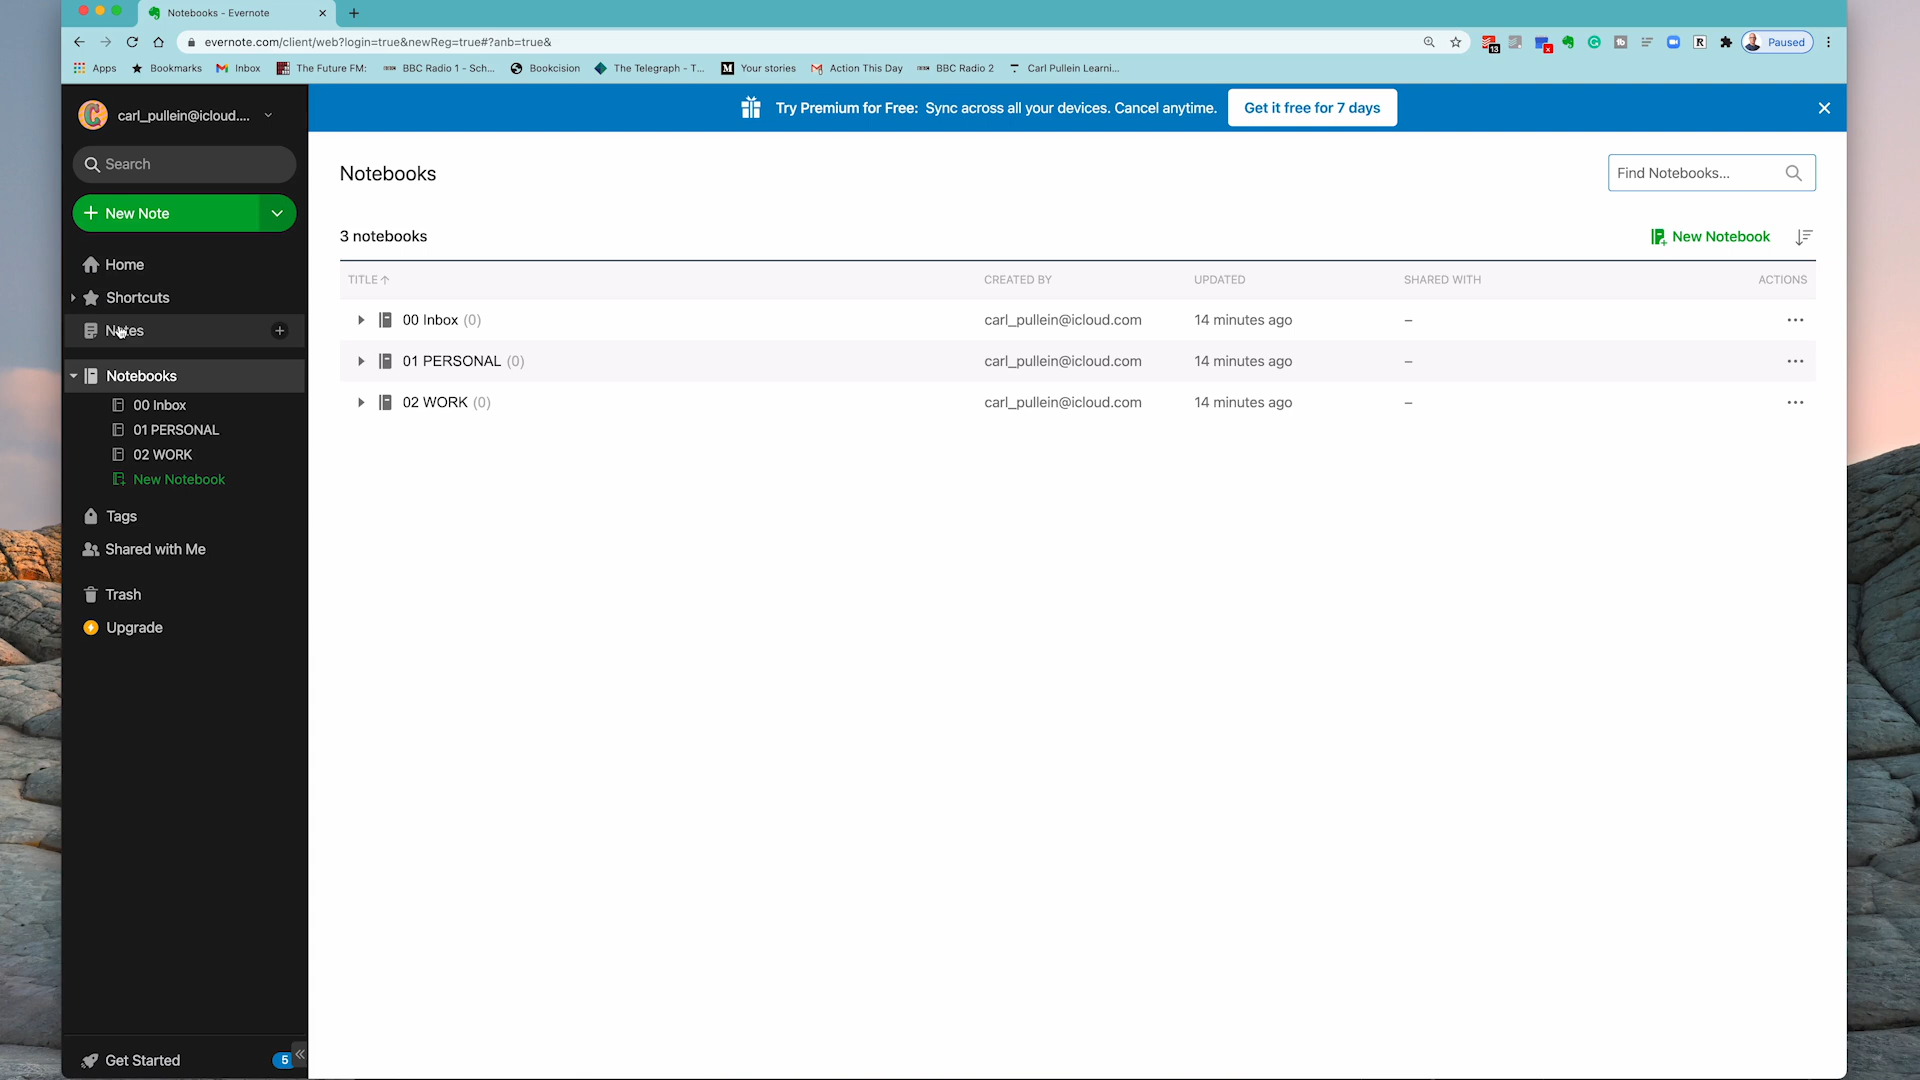 Notebooks - Evernote
evernote.com/client/web?login=true&newReg=true#?anb=true&
13
Paused
Apps
Bookmarks
Inbox
The Future FM:
BBC Radio 1 - Sch...
Bookcision
The Telegraph - T...
Your stories
Action This Day
BBC Radio 2
Carl Pullein Learni...
carl_pullein@icloud....
Search
New Note
Home
Shortcuts
Notes
Notebooks
00 Inbox
01 PERSONAL
02 WORK
New Notebook
Tags
Shared with Me
Trash
Upgrade
Get Started
5
Try Premium for Free: Sync across all your devices. Cancel anytime.
Get it free for 7 days
Notebooks
Find Notebooks...
3 notebooks
New Notebook
TITLE CREATED BY UPDATED SHARED WITH ACTIONS
00 Inbox (0) carl_pullein@icloud.com 14 minutes ago –
01 PERSONAL (0) carl_pullein@icloud.com 14 minutes ago –
02 WORK (0) carl_pullein@icloud.com 14 minutes ago –